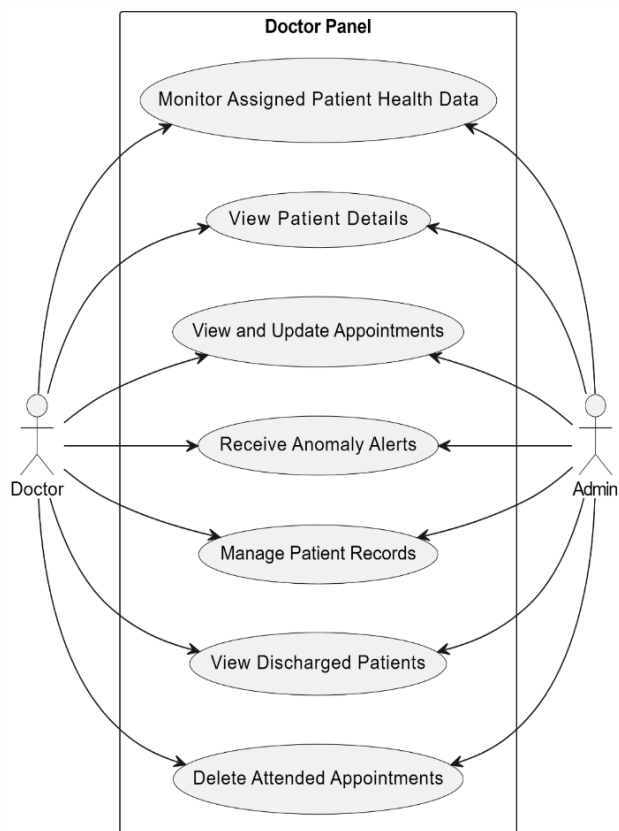 Doctor Panel
Monitor Assigned Patient Health Data
View Patient Details
View and Update Appointments
Receive Anomaly Alerts
Doctor
Admin
Manage Patient Records
View Discharged Patients
Delete Attended Appointments